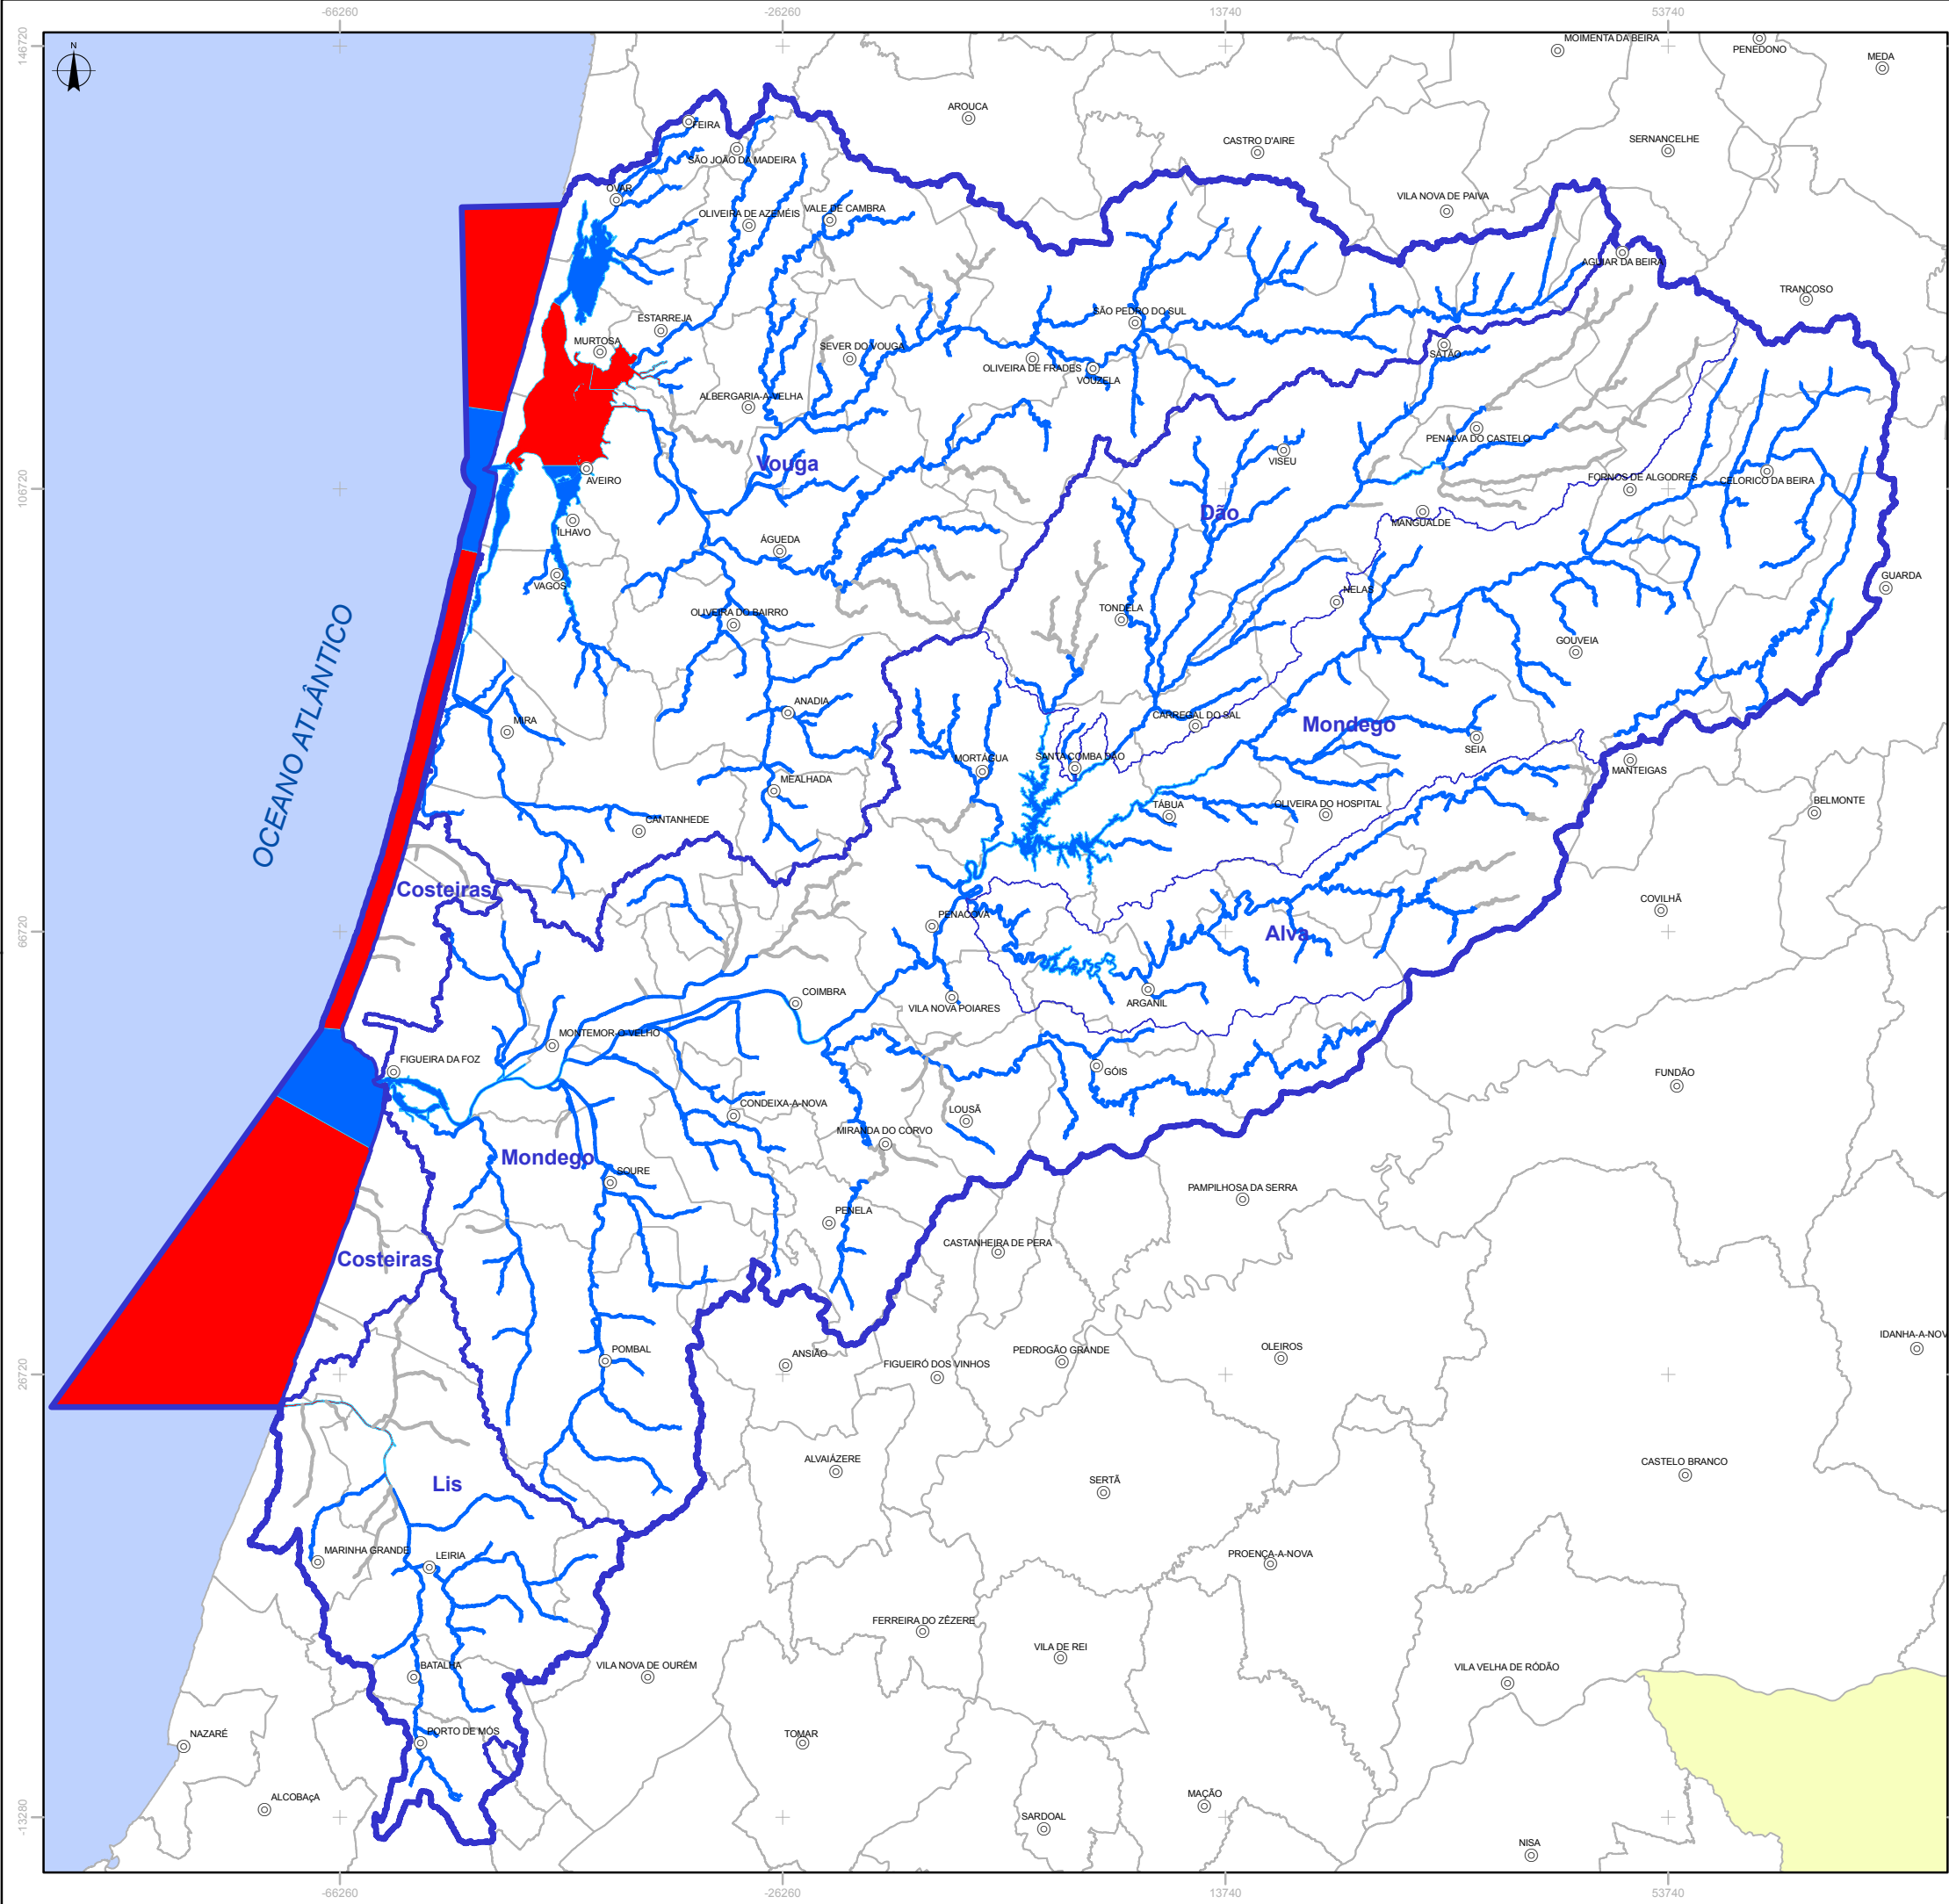 -66260
-26260
13740
53740
146720
N
MOIMENTA DA BEIRA
PENEDONO
MEDA
AROUCA
FEIRA
CASTRO D'AIRE
SERNANCELHE
SÃO JOÃO DA MADEIRA
OVAR
VILA NOVA DE PAIVA
OLIVEIRA DE AZEMÉIS
VALE DE CAMBRA
AGUIAR DA BEIRA
TRANCOSO
ESTARREJA
SÃO PEDRO DO SUL
MURTOSA
SEVER DO VOUGA
SATÃO
OLIVEIRA DE FRADES
VOUZELA
ALBERGARIA-A-VELHA
PENALVA DO CASTELO
Vouga
VISEU
AVEIRO
FORNOS DE ALGODRES
CELORICO DA BEIRA
106720
Dão
MANGUALDE
ILHAVO
ÁGUEDA
VAGOS
GUARDA
NELAS
OLIVEIRA DO BAIRRO
TONDELA
GOUVEIA
OCEANO ATLÂNTICO
ANADIA
MIRA
CARREGAL DO SAL
Mondego
SEIA
MORTÁGUA
SANTA COMBA DÃO
MANTEIGAS
MEALHADA
TÁBUA
OLIVEIRA DO HOSPITAL
BELMONTE
CANTANHEDE
Costeiras
COVILHÃ
PENACOVA
66720
Alva
COIMBRA
VILA NOVA POIARES
ARGANIL
MONTEMOR-O-VELHO
FIGUEIRA DA FOZ
GÓIS
FUNDÃO
CONDEIXA-A-NOVA
LOUSÃ
MIRANDA DO CORVO
Mondego
SOURE
PAMPILHOSA DA SERRA
PENELA
CASTANHEIRA DE PERA
Costeiras
OLEIROS
IDANHA-A-NOV
POMBAL
ANSIÃO
FIGUEIRÓ DOS VINHOS
PEDROGÃO GRANDE
26720
ALVAIÁZERE
CASTELO BRANCO
Lis
SERTÃ
MARINHA GRANDE
LEIRIA
PROENÇA-A-NOVA
FERREIRA DO ZÊZERE
VILA DE REI
BATALHA
VILA NOVA DE OURÉM
VILA VELHA DE RÓDÃO
NAZARÉ
PORTO DE MÓS
TOMAR
ALCOBAçA
MAÇÃO
SARDOAL
-13280
NISA
-66260
-26260
13740
53740